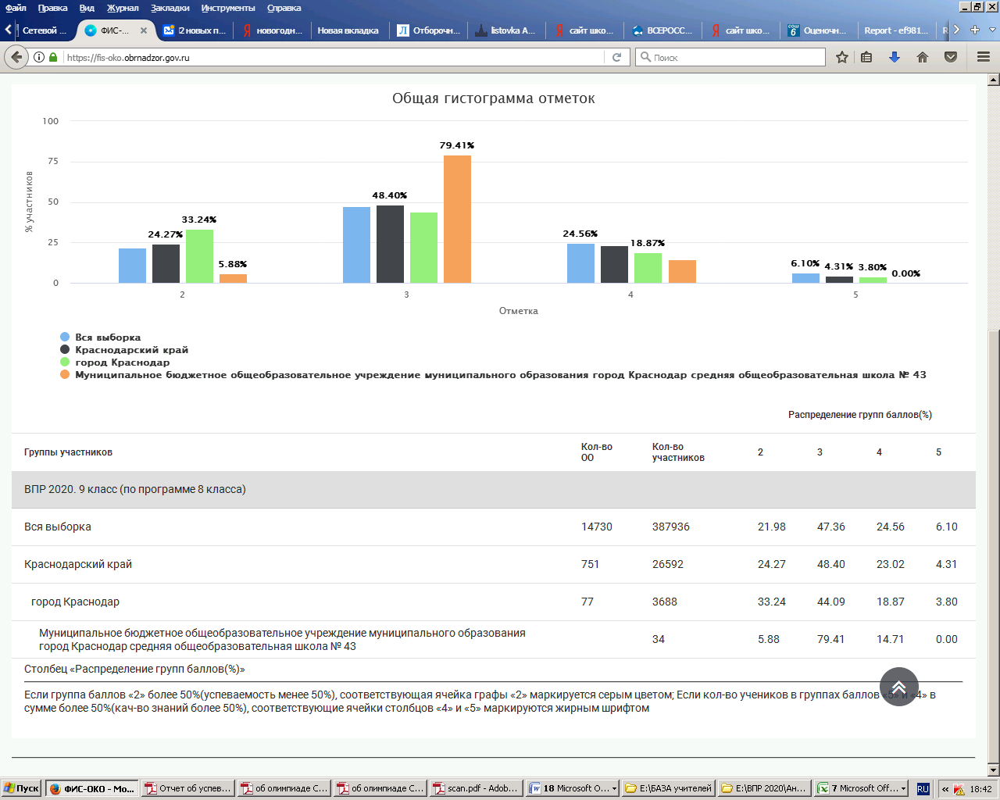 Файл Правка Вид Журнал Закладки Инструменты Справка
Сетевой ... ФИС-... 2 новых п... новогодн... Новая вкладка Отборочн... listovka A... сайт шко... ВСЕРОСС... сайт шко... Оценочн... Report - ef981...
https://fis-oko.obrnadzor.gov.ru Поиск
Общая гистограмма отметок
100
75
50
25
0
% участников
24.27% 33.24% 5.88%
48.40% 79.41%
24.56% 18.87%
6.10% 4.31% 3.80% 0.00%
2 3 4 5
Отметка
Вся выборка
Краснодарский край
город Краснодар
Муниципальное бюджетное общеобразовательное учреждение муниципального образования город Краснодар средняя общеобразовательная школа № 43
Распределение групп баллов(%)
Группы участников Кол-во ОО Кол-во участников 2 3 4 5
ВПР 2020. 9 класс (по программе 8 класса)
Вся выборка 14730 387936 21.98 47.36 24.56 6.10
Краснодарский край 751 26592 24.27 48.40 23.02 4.31
город Краснодар 77 3688 33.24 44.09 18.87 3.80
Муниципальное бюджетное общеобразовательное учреждение муниципального образования
город Краснодар средняя общеобразовательная школа № 43 34 5.88 79.41 14.71 0.00
Столбец «Распределение групп баллов(%)»
Если группа баллов «2» более 50%(успеваемость менее 50%), соответствующая ячейка графы «2» маркируется серым цветом; Если кол-во учеников в группах баллов «5» и «4» в
сумме более 50%(кач-во знаний более 50%), соответствующие ячейки столбцов «4» и «5» маркируются жирным шрифтом
Пуск ФИС-ОКО - Mo... Отчет об успев... об олимпиаде С... об олимпиаде С... scan.pdf - Adob... 18 Microsoft O... E:\БАЗА учителей E:\ВПР 2020\Ан... 7 Microsoft Off... RU « 18:42